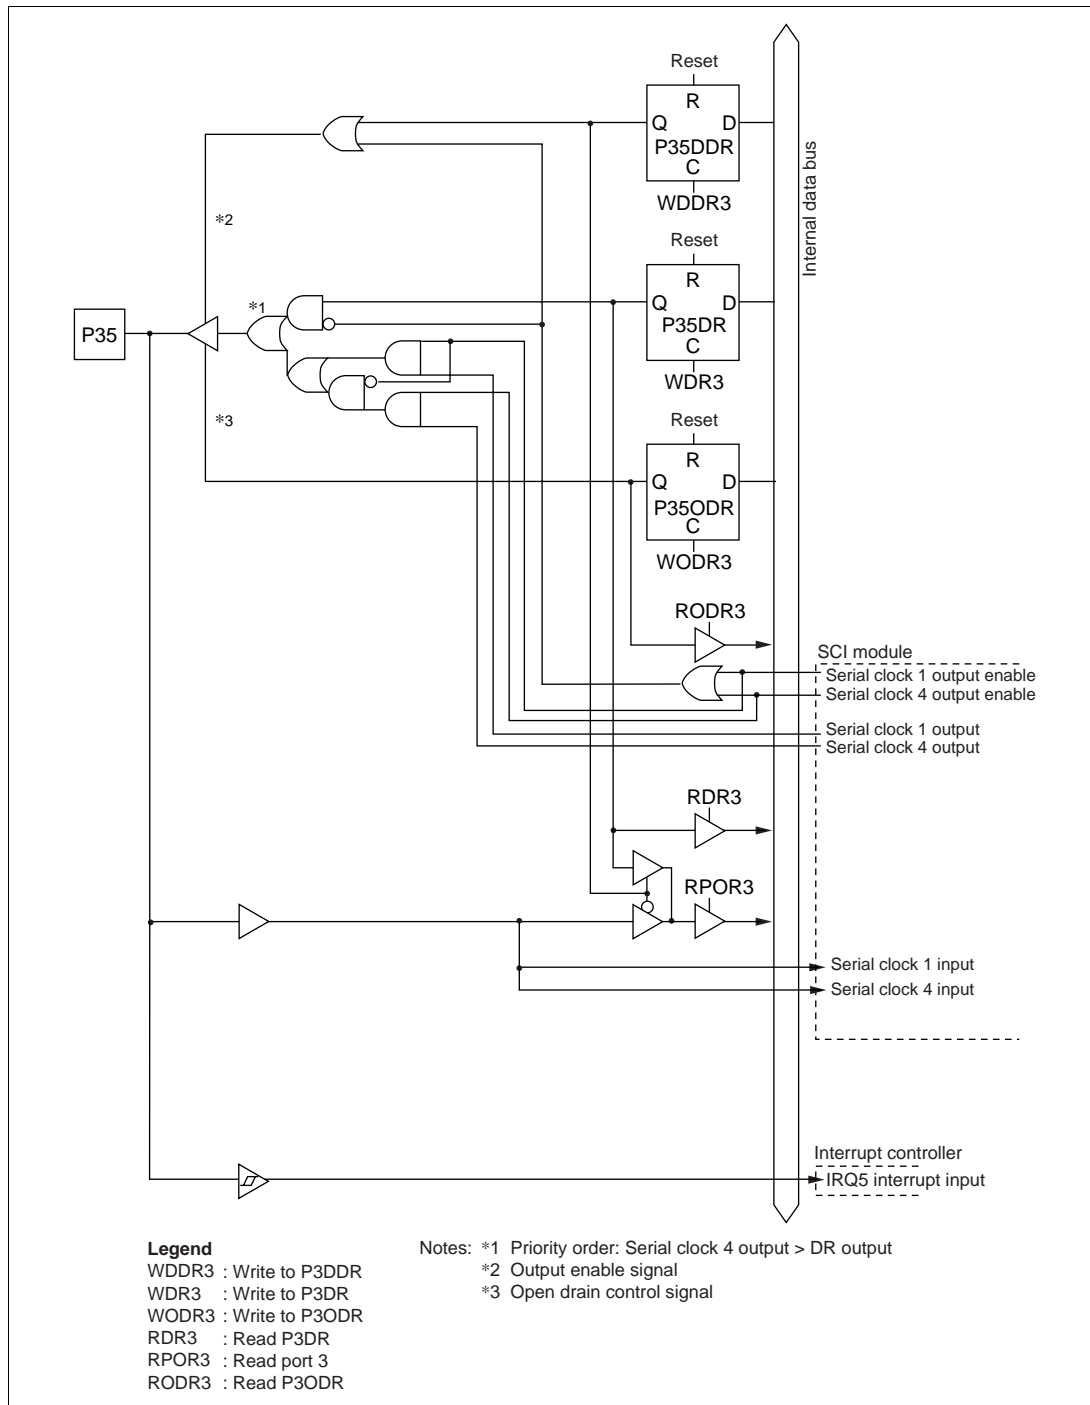 Reset
R
Q D
P35DDR
C
WDDR3
Internal data bus
*2
Reset
R
Q D
P35DR
C
WDR3
*1
P35
*3
Reset
R
Q D
P35ODR
C
WODR3
RODR3
SCI module
Serial clock 1 output enable
Serial clock 4 output enable
Serial clock 1 output
Serial clock 4 output
RDR3
RPOR3
Serial clock 1 input
Serial clock 4 input
Interrupt controller
IRQ5 interrupt input
Legend
WDDR3 : Write to P3DDR
WDR3 : Write to P3DR
WODR3 : Write to P3ODR
RDR3 : Read P3DR
RPOR3 : Read port 3
RODR3 : Read P3ODR
Notes: *1 Priority order: Serial clock 4 output > DR output
*2 Output enable signal
*3 Open drain control signal